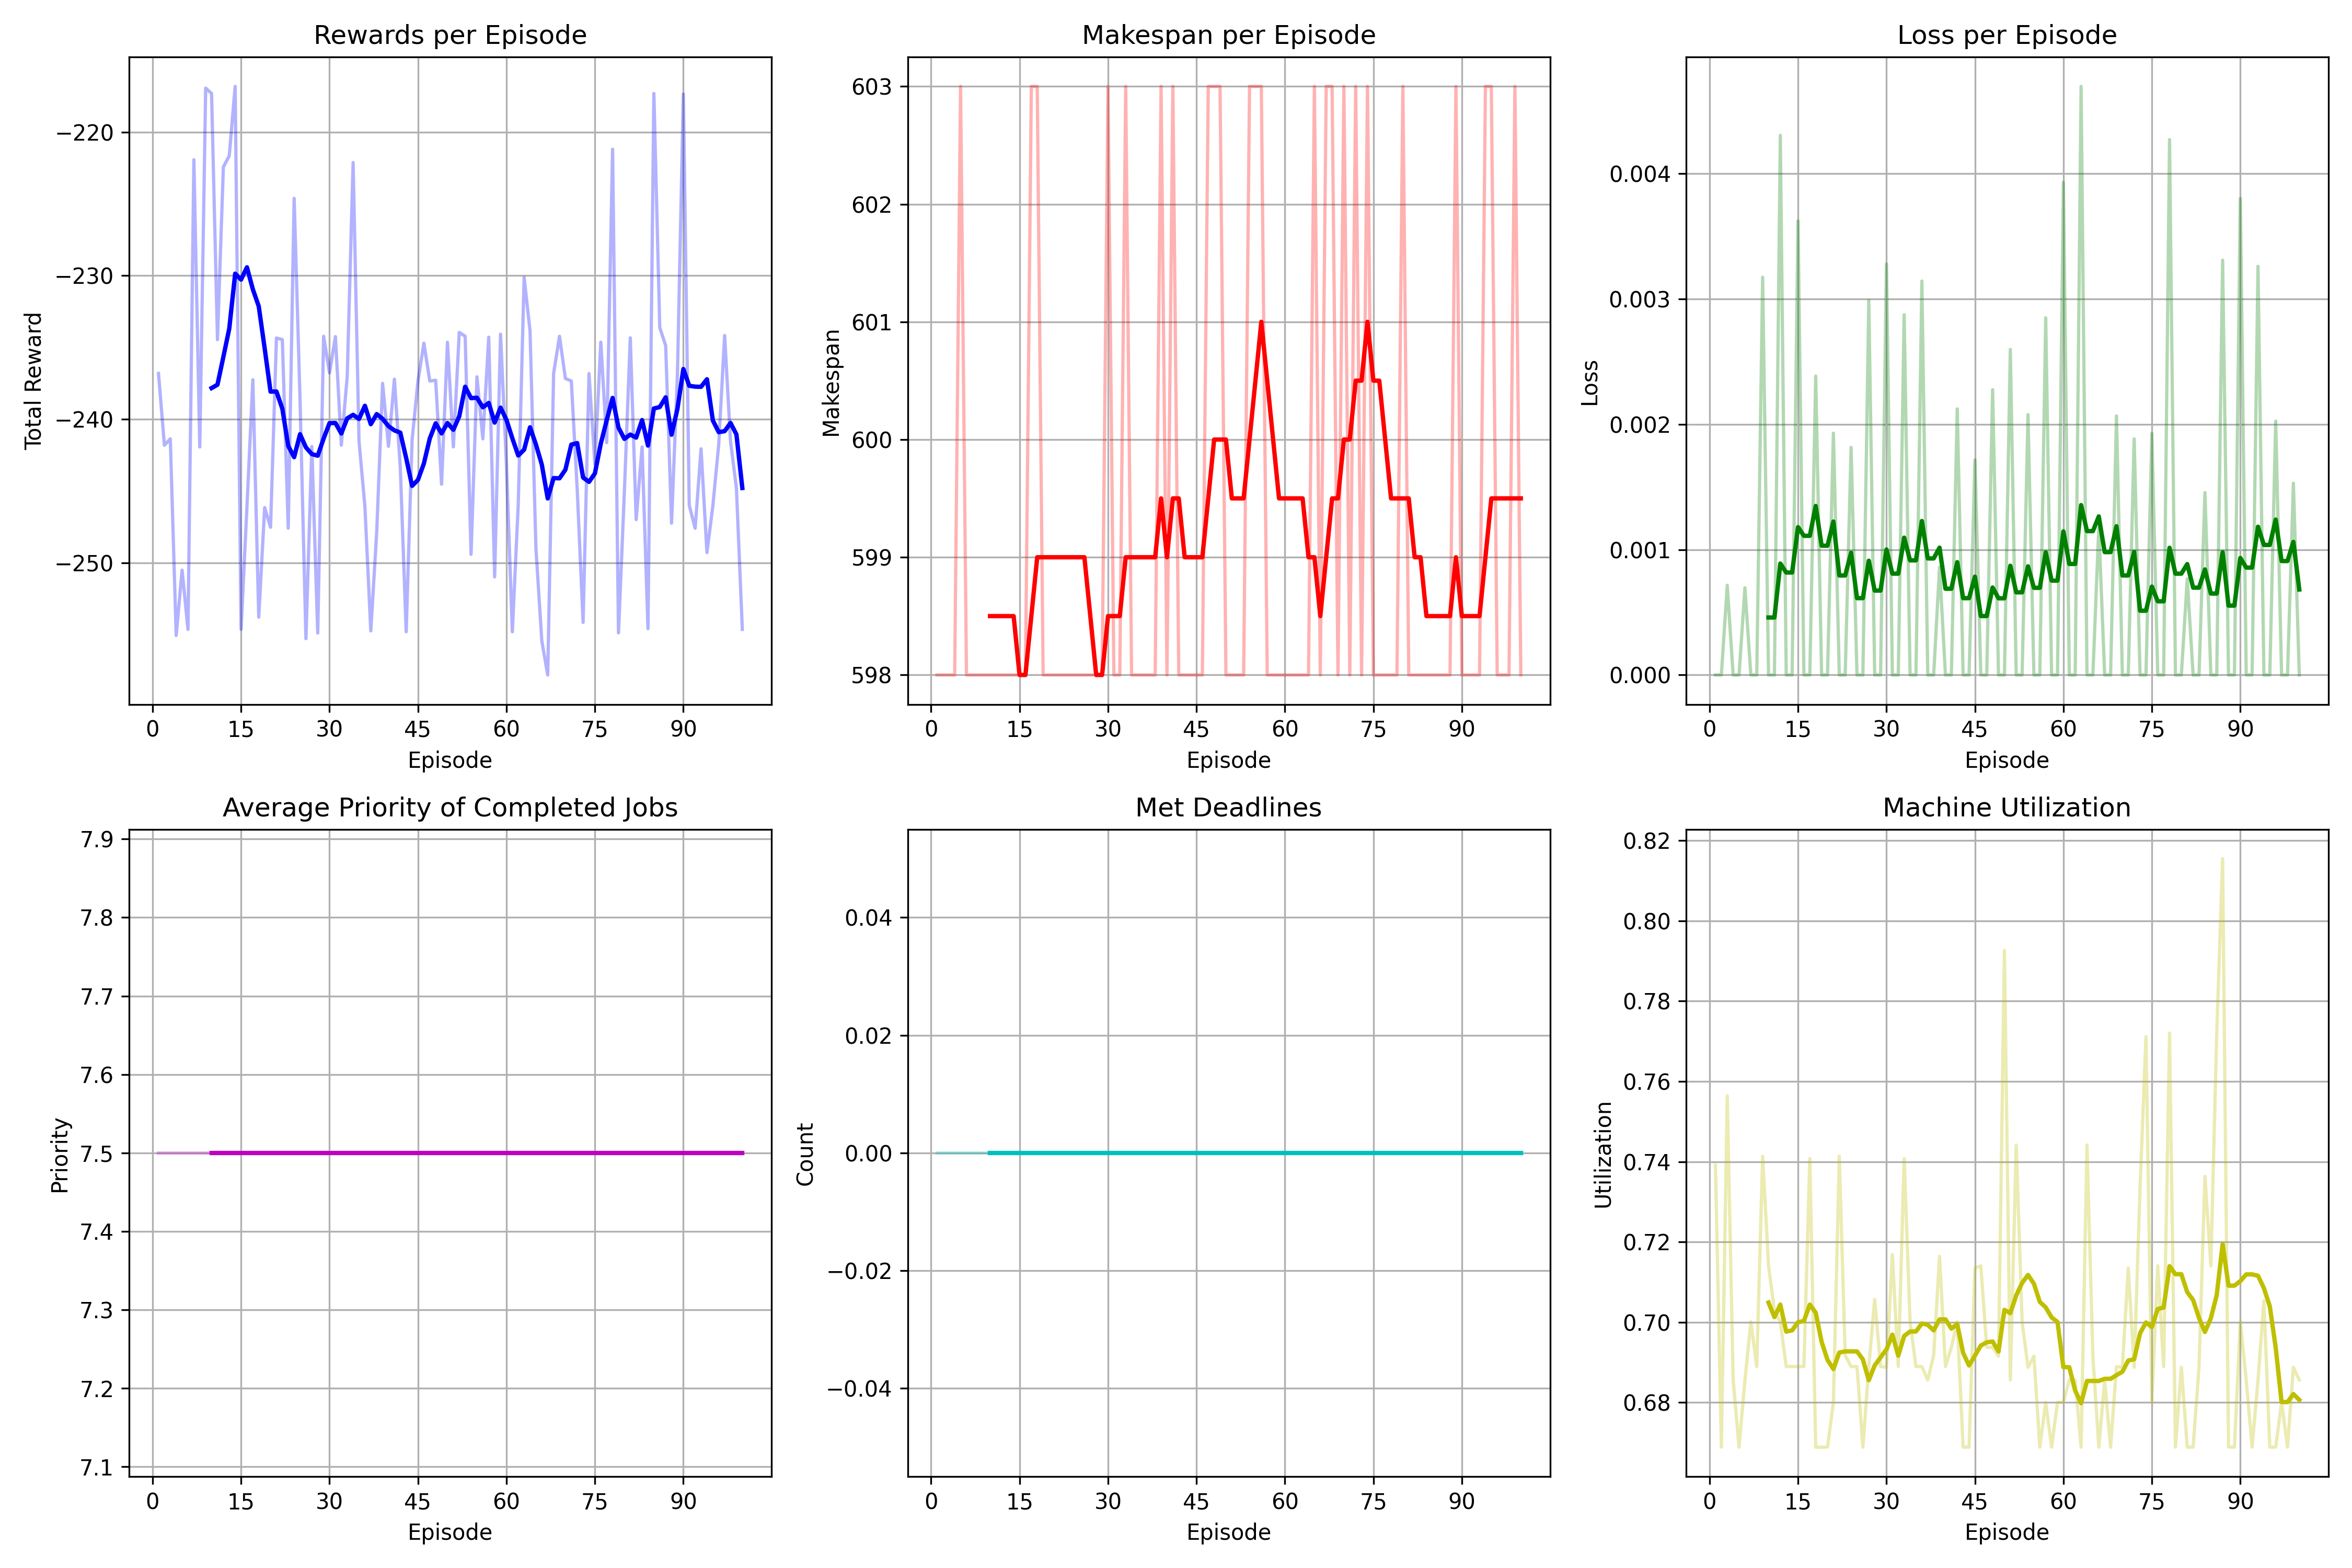 Rewards per Episode
Total Reward
−220
−230
−240
−250
0 15 30 45 60 75 90
Episode
Makespan per Episode
Makespan
603
602
601
600
599
598
0 15 30 45 60 75 90
Episode
Loss per Episode
Loss
0.004
0.003
0.002
0.001
0.000
0 15 30 45 60 75 90
Episode
Average Priority of Completed Jobs
Priority
7.9
7.8
7.7
7.6
7.5
7.4
7.3
7.2
7.1
0 15 30 45 60 75 90
Episode
Met Deadlines
Count
0.04
0.02
0.00
−0.02
−0.04
0 15 30 45 60 75 90
Episode
Machine Utilization
Utilization
0.82
0.80
0.78
0.76
0.74
0.72
0.70
0.68
0 15 30 45 60 75 90
Episode